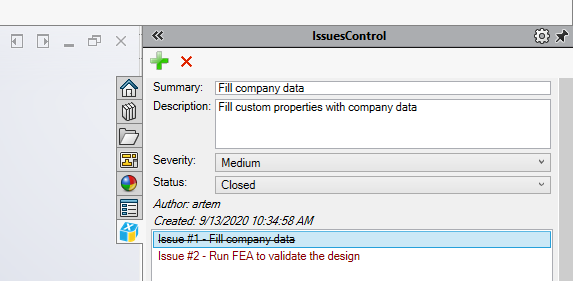 IssuesControl
Summary: Fill company data
Description: Fill custom properties with company data
Severity: Medium
Status: Closed
Author: artem
Created: 9/13/2020 10:34:58 AM
Issue #1 - Fill company data
Issue #2 - Run FEA to validate the design